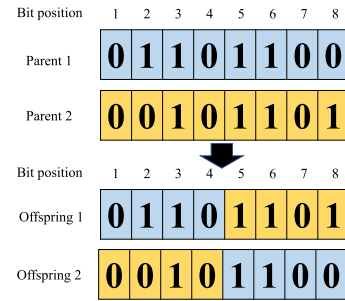 Bit position 1 2 3 4 5 6 7 8
Parent 1 0 1 1 0 1 1 0 0
Parent 2 0 0 1 0 1 1 0 1
Bit position 1 2 3 4 5 6 7 8
Offspring 1 0 1 1 0 1 1 0 1
Offspring 2 0 0 1 0 1 1 0 0